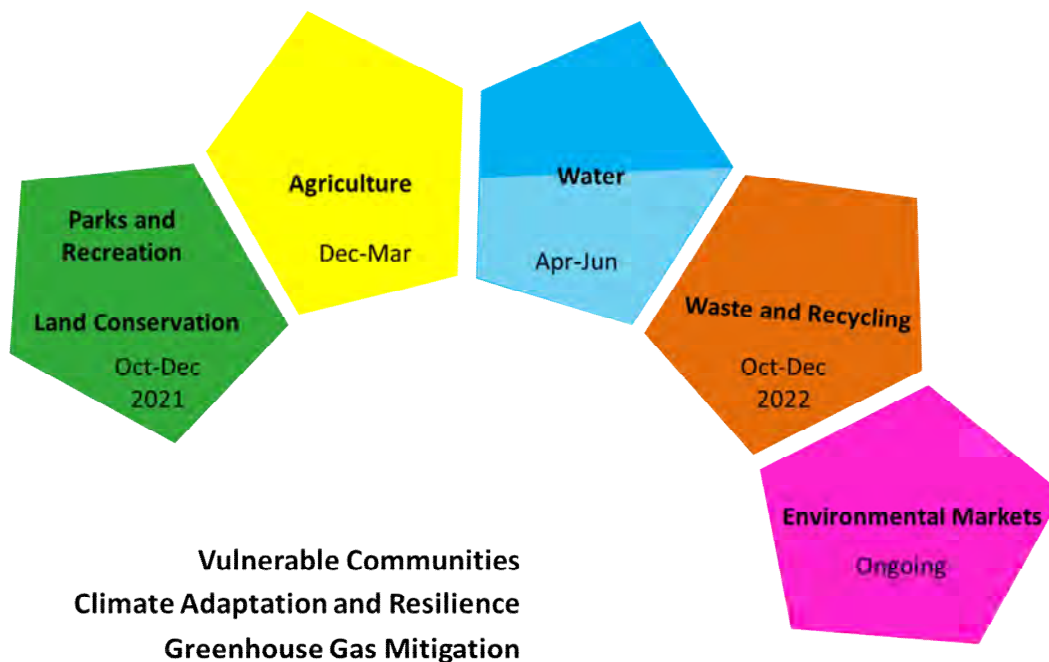 Parks and
Recreation
Land Conservation
Oct-Dec
2021
Agriculture
Dec-Mar
Water
Apr-Jun
Waste and Recycling
Oct-Dec
2022
Environmental Markets
Ongoing
Vulnerable Communities
Climate Adaptation and Resilience
Greenhouse Gas Mitigation